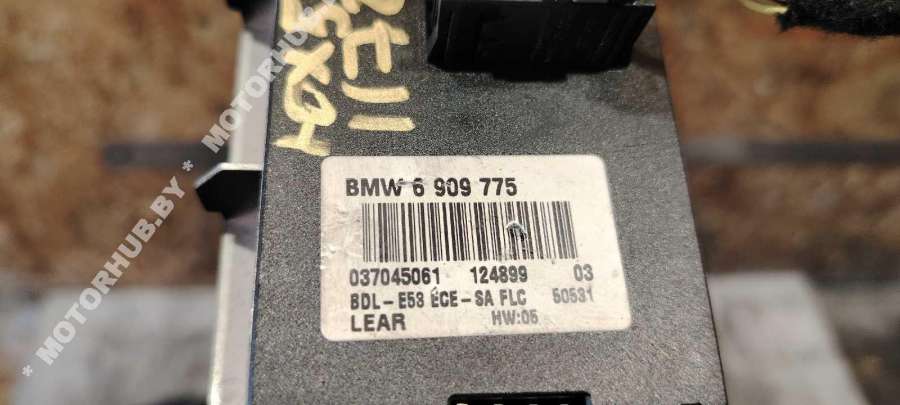 BMW 6 909 775
037045061 124899 03
BDL-E53 ECE-SA FLC 50531
LEAR HW:05
* MOTORHUB.BY * MOTORHUB.BY *